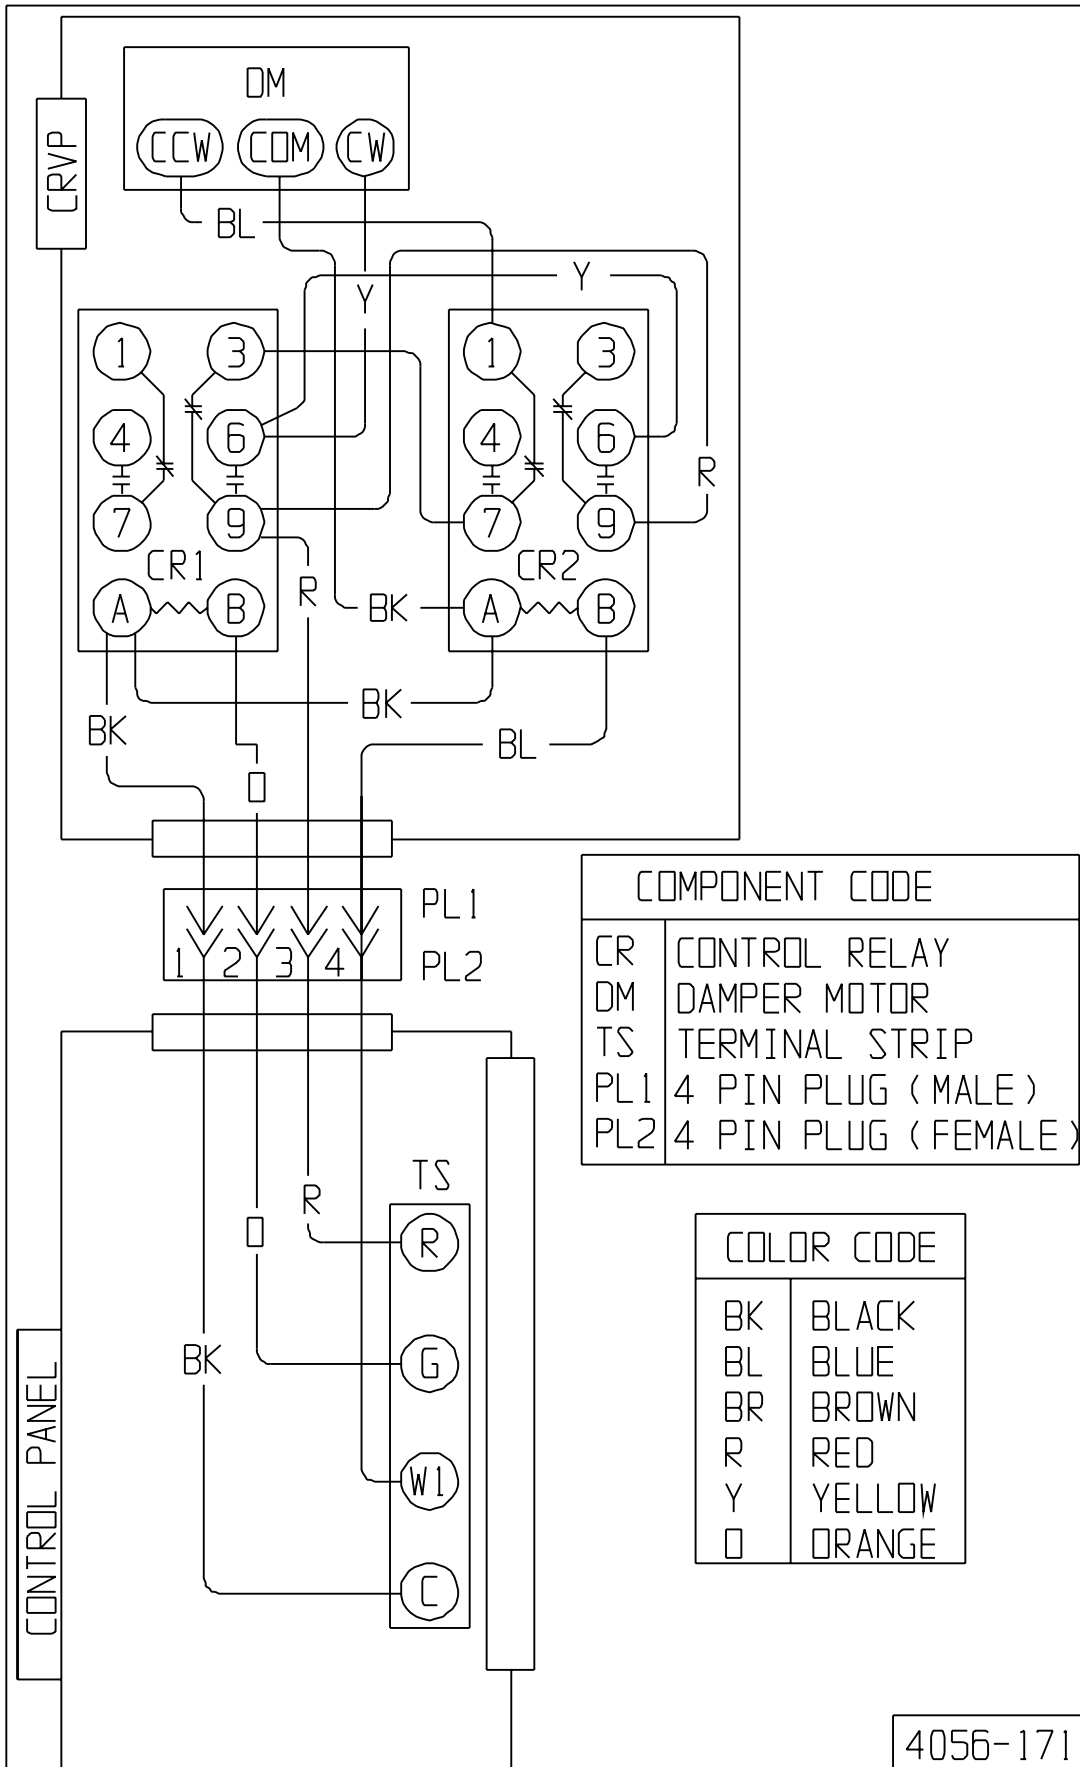 DM
CCW COM CW
CRVP
BL
Y
Y
1 3
1 3
4 6
4 6
R
7 9
7 9
CR1
CR2
R
A B
BK
A B
BK
BK
BL
O
PL1
1 2 3 4
PL2
COMPONENT CODE
CR CONTROL RELAY
DM DAMPER MOTOR
TS TERMINAL STRIP
PL1 4 PIN PLUG (MALE)
PL2 4 PIN PLUG (FEMALE)
TS
R
R
O
G
BK
W1
C
CONTROL PANEL
COLOR CODE
BK BLACK
BL BLUE
BR BROWN
R RED
Y YELLOW
O ORANGE
4056-171